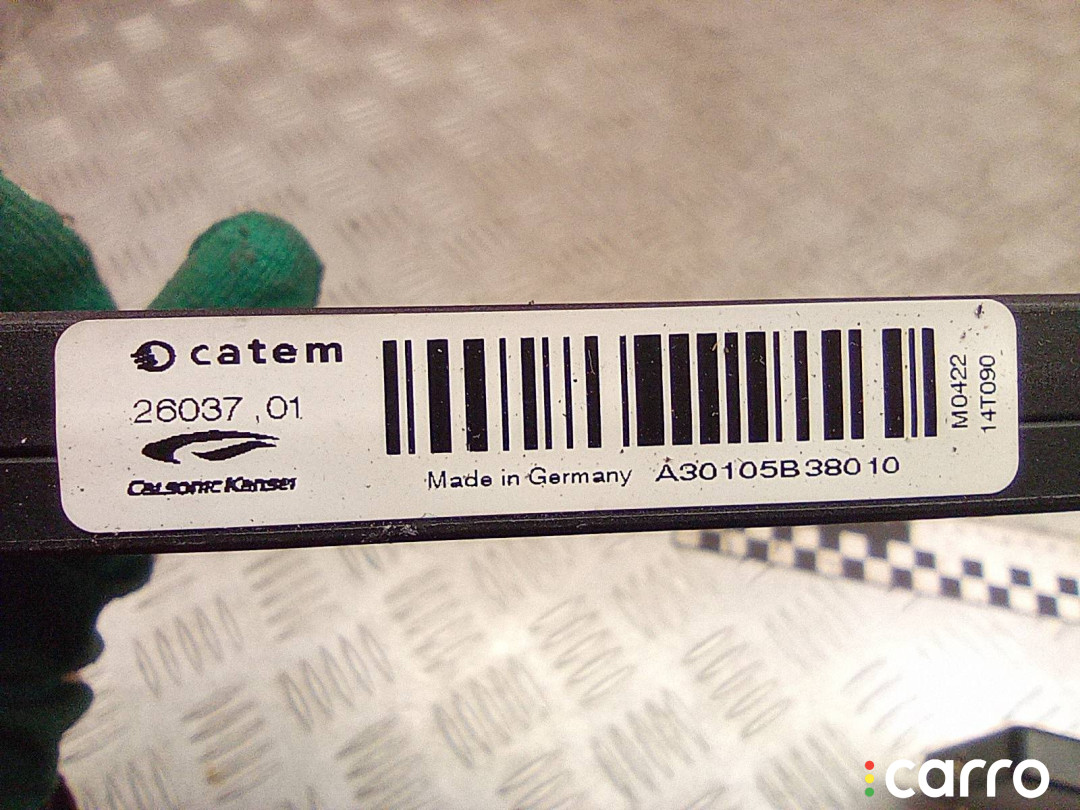 catem
26037 .01
Calsonic Kansei
Made in Germany A30105B38010
M0422
14T090
carro